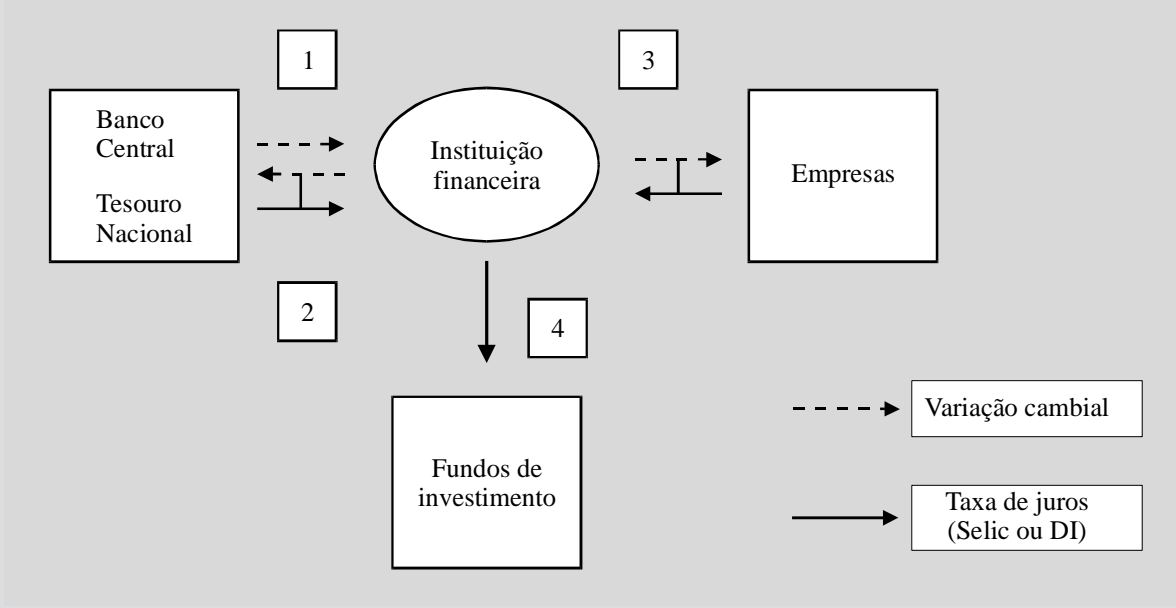 1
3
Banco
Central
Tesouro
Nacional
Instituição
financeira
Empresas
2
4
Variação cambial
Fundos de
investimento
Taxa de juros
(Selic ou DI)